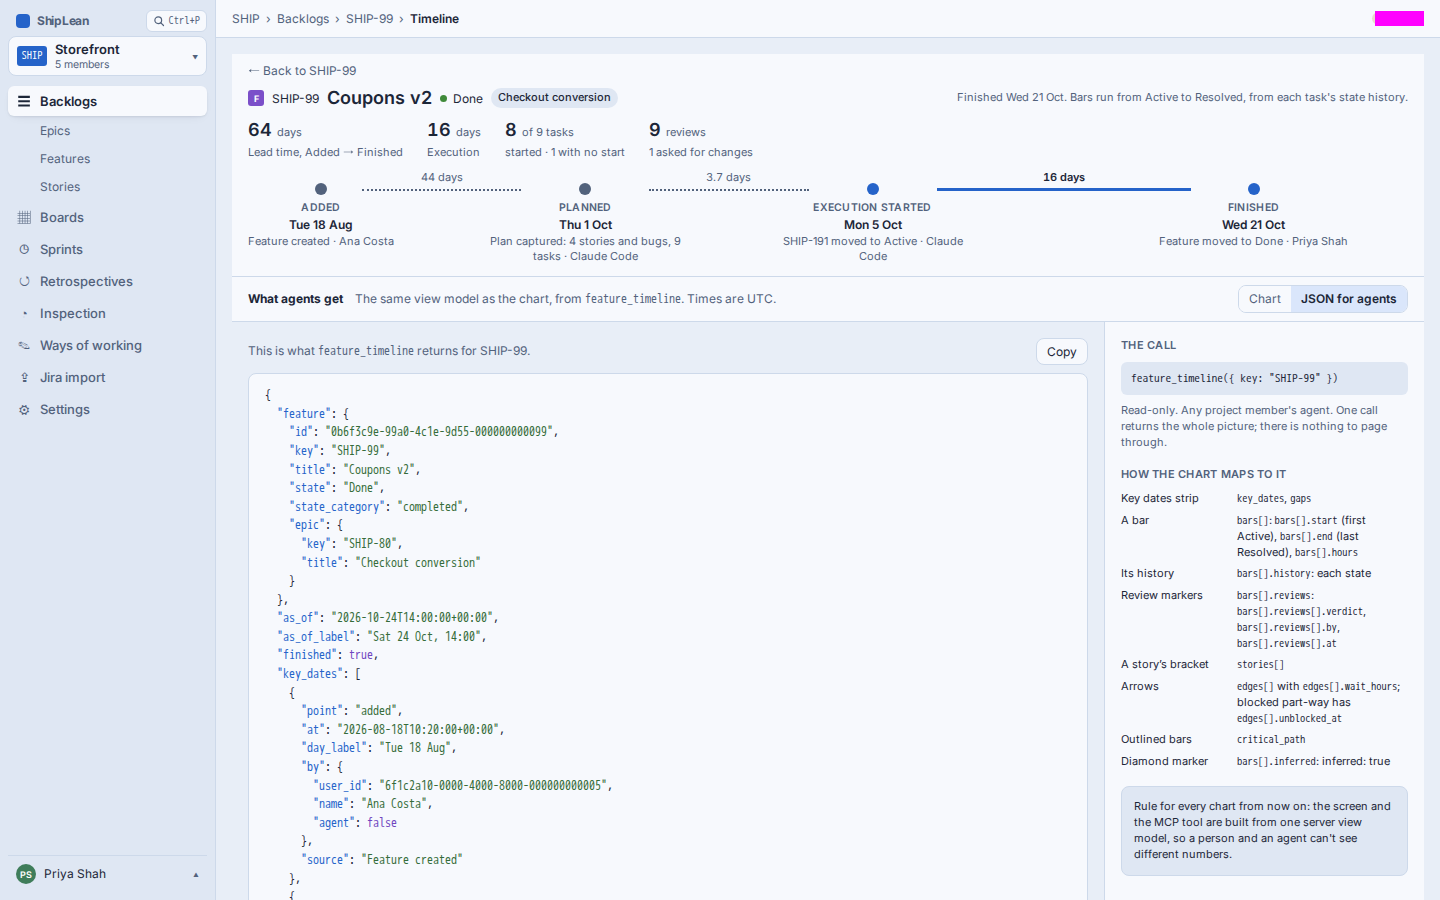 ShipLean
Ctrl+P
SHIP
Storefront
5 members
Backlogs
Epics
Features
Stories
Boards
Sprints
Retrospectives
Inspection
Ways of working
Jira import
Settings
PS
Priya Shah
SHIP › Backlogs › SHIP-99 › Timeline
← Back to SHIP-99
F SHIP-99 Coupons v2 Done Checkout conversion
Finished Wed 21 Oct. Bars run from Active to Resolved, from each task's state history.
64 days
Lead time, Added → Finished
16 days
Execution
8 of 9 tasks
started · 1 with no start
9 reviews
1 asked for changes
44 days
3.7 days
16 days
ADDED
Tue 18 Aug
Feature created · Ana Costa
PLANNED
Thu 1 Oct
Plan captured: 4 stories and bugs, 9
tasks · Claude Code
EXECUTION STARTED
Mon 5 Oct
SHIP-191 moved to Active · Claude
Code
FINISHED
Wed 21 Oct
Feature moved to Done · Priya Shah
What agents get The same view model as the chart, from feature_timeline. Times are UTC.
Chart
JSON for agents
This is what feature_timeline returns for SHIP-99.
Copy
{
"feature": {
"id": "0b6f3c9e-99a0-4c1e-9d55-000000000099",
"key": "SHIP-99",
"title": "Coupons v2",
"state": "Done",
"state_category": "completed",
"epic": {
"key": "SHIP-80",
"title": "Checkout conversion"
}
},
"as_of": "2026-10-24T14:00:00+00:00",
"as_of_label": "Sat 24 Oct, 14:00",
"finished": true,
"key_dates": [
{
"point": "added",
"at": "2026-08-18T10:20:00+00:00",
"day_label": "Tue 18 Aug",
"by": {
"user_id": "6f1c2a10-0000-4000-8000-000000000005",
"name": "Ana Costa",
"agent": false
},
"source": "Feature created"
},
{
THE CALL
feature_timeline({ key: "SHIP-99" })
Read-only. Any project member's agent. One call
returns the whole picture; there is nothing to page
through.
HOW THE CHART MAPS TO IT
Key dates strip key_dates, gaps
A bar bars[]: bars[].start (first
Active), bars[].end (last
Resolved), bars[].hours
Its history bars[].history: each state
Review markers bars[].reviews:
bars[].reviews[].verdict,
bars[].reviews[].by,
bars[].reviews[].at
A story's bracket stories[]
Arrows edges[] with edges[].wait_hours;
blocked part-way has
edges[].unblocked_at
Outlined bars critical_path
Diamond marker bars[].inferred: inferred: true
Rule for every chart from now on: the screen and
the MCP tool are built from one server view
model, so a person and an agent can't see
different numbers.